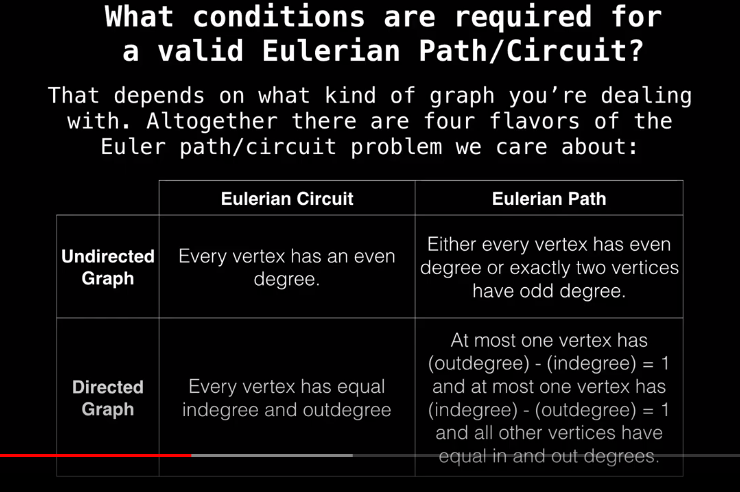 What conditions are required for
a valid Eulerian Path/Circuit?
That depends on what kind of graph you’re dealing
with. Altogether there are four flavors of the
Euler path/circuit problem we care about:
Eulerian Circuit
Eulerian Path
Undirected
Graph
Every vertex has an even
degree.
Either every vertex has even
degree or exactly two vertices
have odd degree.
Directed
Graph
Every vertex has equal
indegree and outdegree
At most one vertex has
(outdegree) - (indegree) = 1
and at most one vertex has
(indegree) - (outdegree) = 1
and all other vertices have
equal in and out degrees.